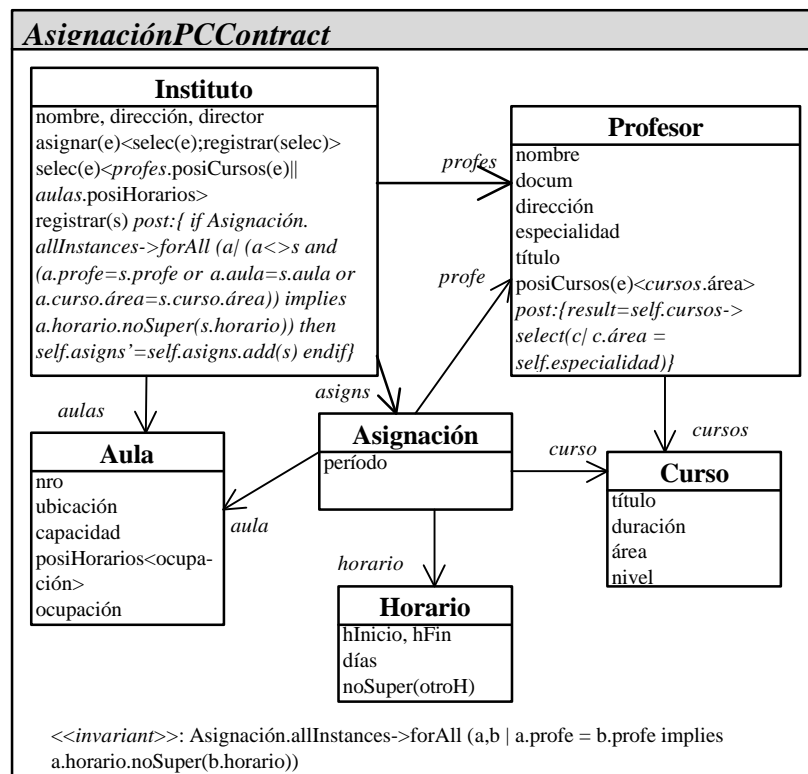 AsignaciónPCContract
Instituto
nombre, dirección, director
asignar(e)<selec(e);registrar(selec)>
selec(e)<profes.posiCursos(e)||
aulas.posiHorarios>
registrar(s) post:{ if Asignación.
allInstances->forAll (a| (a<>s and
(a.profe=s.profe or a.aula=s.aula or
a.curso.área=s.curso.área)) implies
a.horario.noSuper(s.horario)) then
self.asigns'=self.asigns.add(s) endif}
profes
Profesor
nombre
docum
dirección
especialidad
título
posiCursos(e)<cursos.área>
post:{result=self.cursos->
select(c| c.área =
self.especialidad)}
profe
asigns
aulas
cursos
Asignación
período
curso
Aula
nro
ubicación
capacidad
posiHorarios<ocupa-
ción>
ocupación
aula
Curso
título
duración
área
nivel
horario
Horario
hInicio, hFin
días
noSuper(otroH)
<<invariant>>: Asignación.allInstances->forAll (a,b | a.profe = b.profe implies
a.horario.noSuper(b.horario))